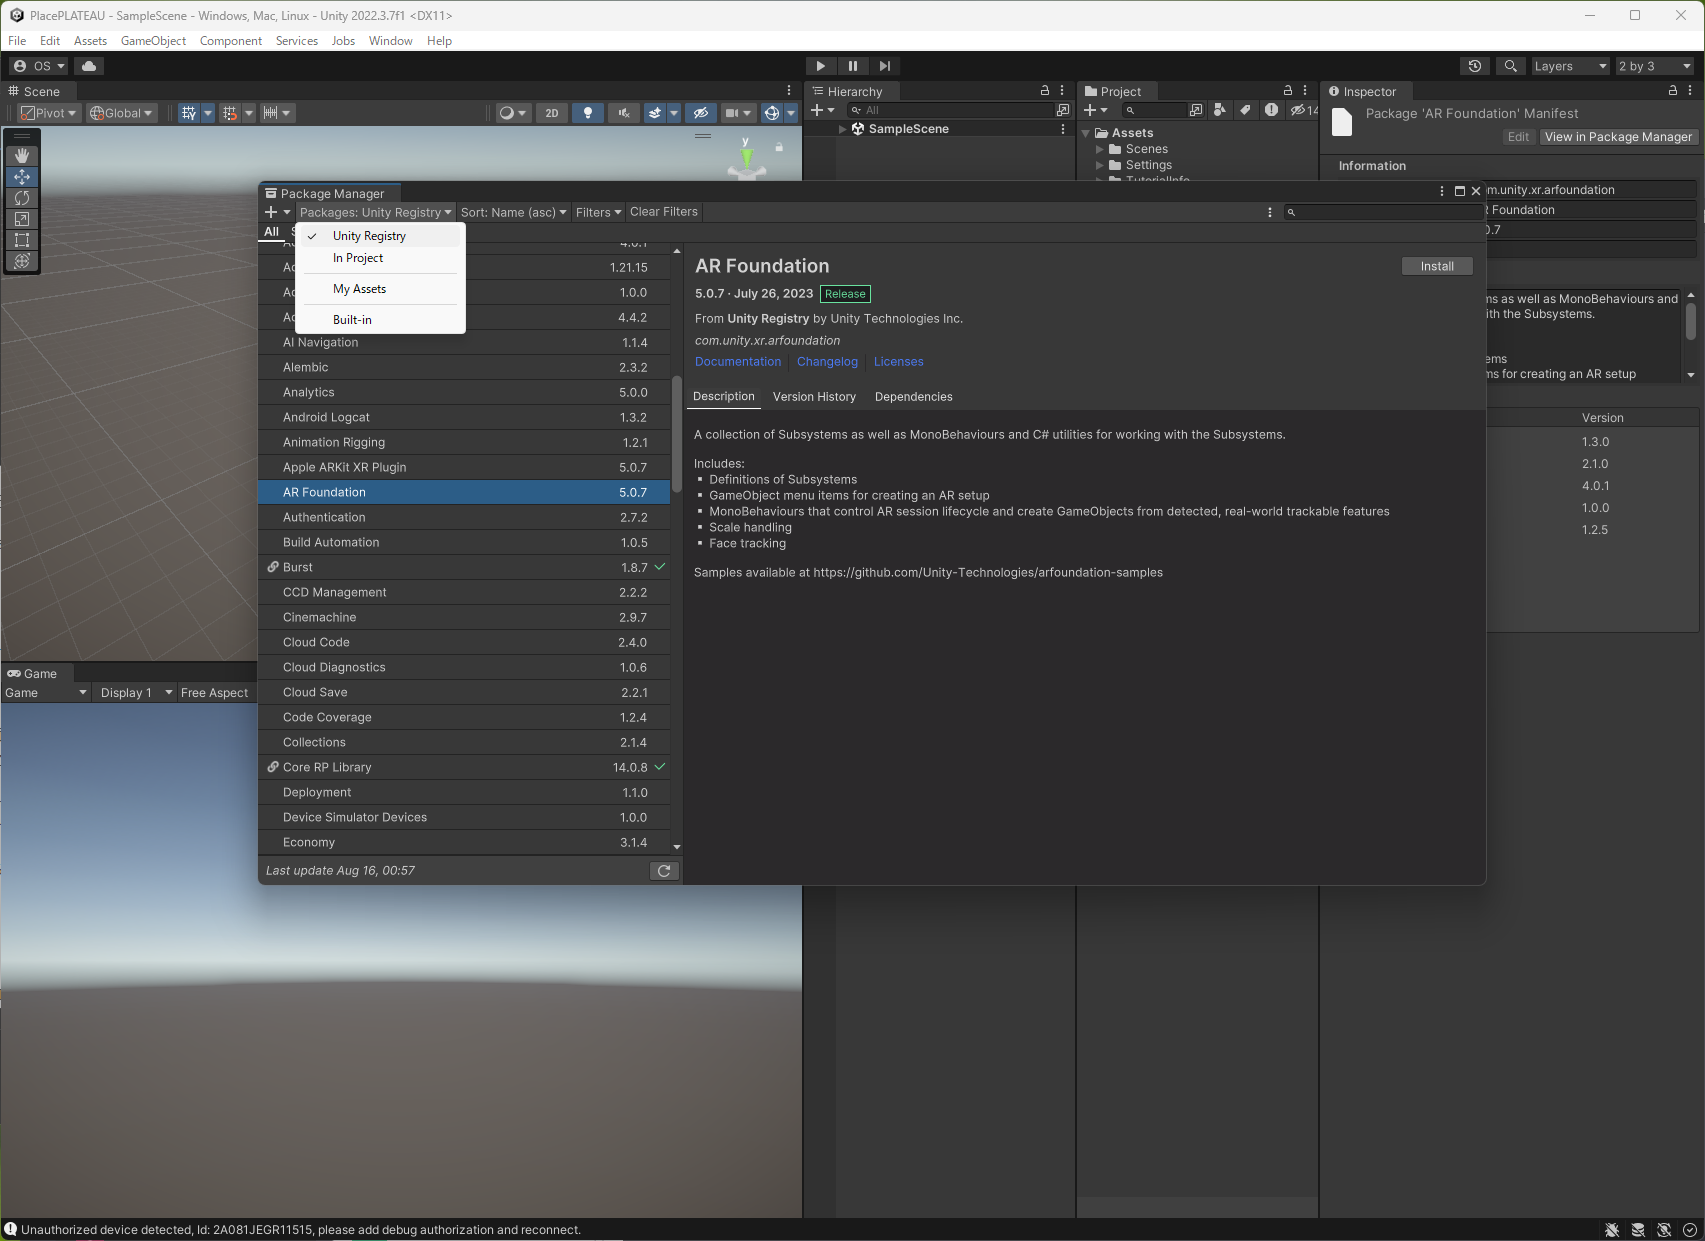 PlacePLATEAU - SampleScene - Windows, Mac, Linux - Unity 2022.3.7f1 <DX11>
File Edit Assets GameObject Component Services Jobs Window Help
OS
Layers
2 by 3
Scene
Pivot
Global
2D
Hierarchy
All
SampleScene
Project
14
Assets
Scenes
Settings
TutorialInfo
Inspector
Package 'AR Foundation' Manifest
Edit
View in Package Manager
Information
m.unity.xr.arfoundation
Foundation
0.7
ms as well as MonoBehaviours and
ith the Subsystems.
ems
ms for creating an AR setup
Version
1.3.0
2.1.0
4.0.1
1.0.0
1.2.5
Package Manager
Packages: Unity Registry
Sort: Name (asc)
Filters
Clear Filters
All
Unity Registry
In Project
My Assets
Built-in
1.21.15
1.0.0
4.4.2
AI Navigation 1.1.4
Alembic 2.3.2
Analytics 5.0.0
Android Logcat 1.3.2
Animation Rigging 1.2.1
Apple ARKit XR Plugin 5.0.7
AR Foundation 5.0.7
Authentication 2.7.2
Build Automation 1.0.5
Burst 1.8.7
CCD Management 2.2.2
Cinemachine 2.9.7
Cloud Code 2.4.0
Cloud Diagnostics 1.0.6
Cloud Save 2.2.1
Code Coverage 1.2.4
Collections 2.1.4
Core RP Library 14.0.8
Deployment 1.1.0
Device Simulator Devices 1.0.0
Economy 3.1.4
Last update Aug 16, 00:57
AR Foundation
Install
5.0.7 · July 26, 2023 Release
From Unity Registry by Unity Technologies Inc.
com.unity.xr.arfoundation
Documentation Changelog Licenses
Description Version History Dependencies
A collection of Subsystems as well as MonoBehaviours and C# utilities for working with the Subsystems.
Includes:
▪ Definitions of Subsystems
▪ GameObject menu items for creating an AR setup
▪ MonoBehaviours that control AR session lifecycle and create GameObjects from detected, real-world trackable features
▪ Scale handling
▪ Face tracking
Samples available at https://github.com/Unity-Technologies/arfoundation-samples
y
Game
Game
Display 1
Free Aspect
Unauthorized device detected, Id: 2A081JEGR11515, please add debug authorization and reconnect.